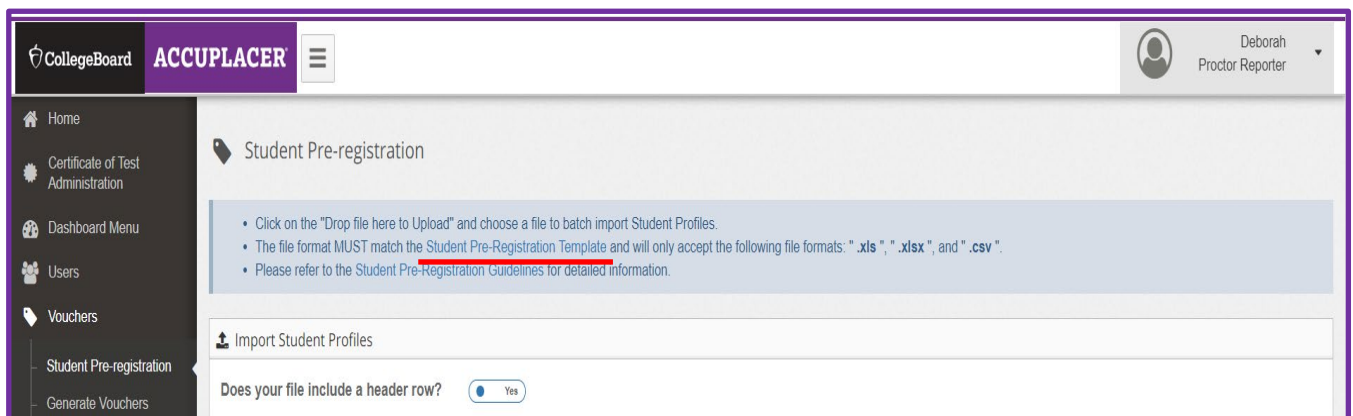 CollegeBoard ACCUPLACER
Deborah
Proctor Reporter
Home
Certificate of Test
Administration
Dashboard Menu
Users
Vouchers
Student Pre-registration
Generate Vouchers
Student Pre-registration
• Click on the "Drop file here to Upload" and choose a file to batch import Student Profiles.
• The file format MUST match the Student Pre-Registration Template and will only accept the following file formats: " .xls ", " .xlsx ", and " .csv ".
• Please refer to the Student Pre-Registration Guidelines for detailed information.
Import Student Profiles
Does your file include a header row? Yes